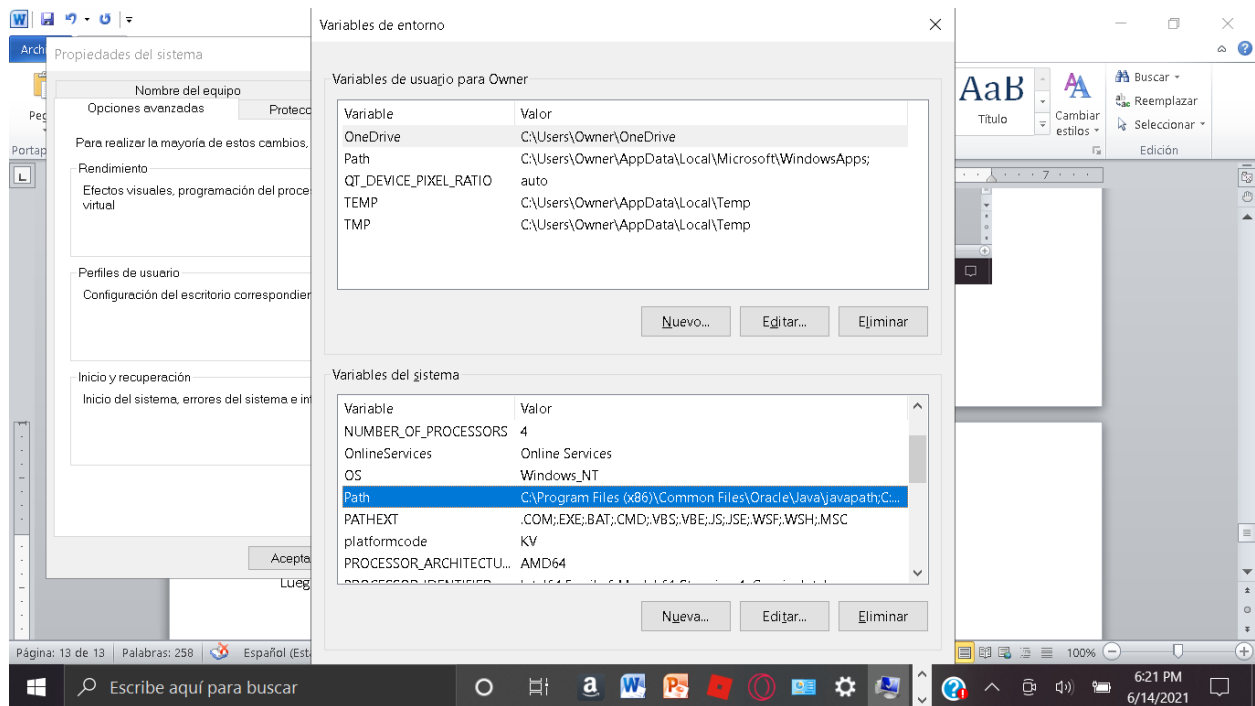 Archi
Propiedades del sistema
Nombre del equipo
Opciones avanzadas
Protecc
Para realizar la mayoría de estos cambios,
Rendimiento
Efectos visuales, programación del proce
virtual
Perfiles de usuario
Configuración del escritorio correspondier
Inicio y recuperación
Inicio del sistema, errores del sistema e in
Acepta
Variables de entorno
Variables de usuario para Owner
Variable Valor
OneDrive C:\Users\Owner\OneDrive
Path C:\Users\Owner\AppData\Local\Microsoft\WindowsApps;
QT_DEVICE_PIXEL_RATIO auto
TEMP C:\Users\Owner\AppData\Local\Temp
TMP C:\Users\Owner\AppData\Local\Temp
Nuevo... Editar... Eliminar
Variables del sistema
Variable Valor
NUMBER_OF_PROCESSORS 4
OnlineServices Online Services
OS Windows_NT
Path C:\Program Files (x86)\Common Files\Oracle\Java\javapath;C:...
PATHEXT .COM;.EXE;.BAT;.CMD;.VBS;.VBE;.JS;.JSE;.WSF;.WSH;.MSC
platformcode KV
PROCESSOR_ARCHITECTU... AMD64
Nueva... Editar... Eliminar
AaB
Título
Cambiar
estilos
Buscar
Reemplazar
Seleccionar
Edición
Peg
Portap
7
Lueg
Página: 13 de 13 Palabras: 258 Español (Esta 100%
Escribe aquí para buscar
6:21 PM
6/14/2021